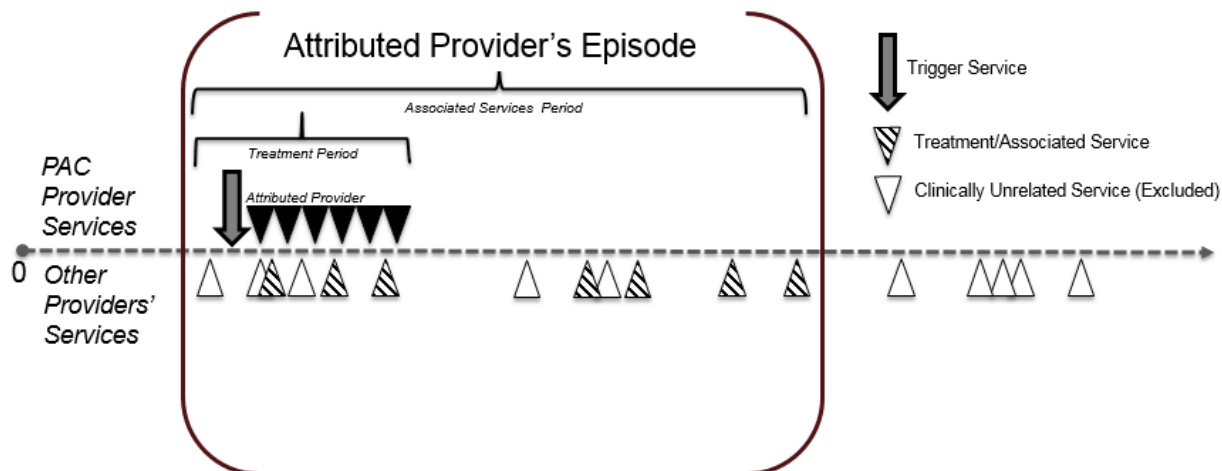 Attributed Provider's Episode
Associated Services Period
Treatment Period
Attributed Provider
PAC
Provider
Services
0
Other
Providers'
Services
Trigger Service
Treatment/Associated Service
Clinically Unrelated Service (Excluded)